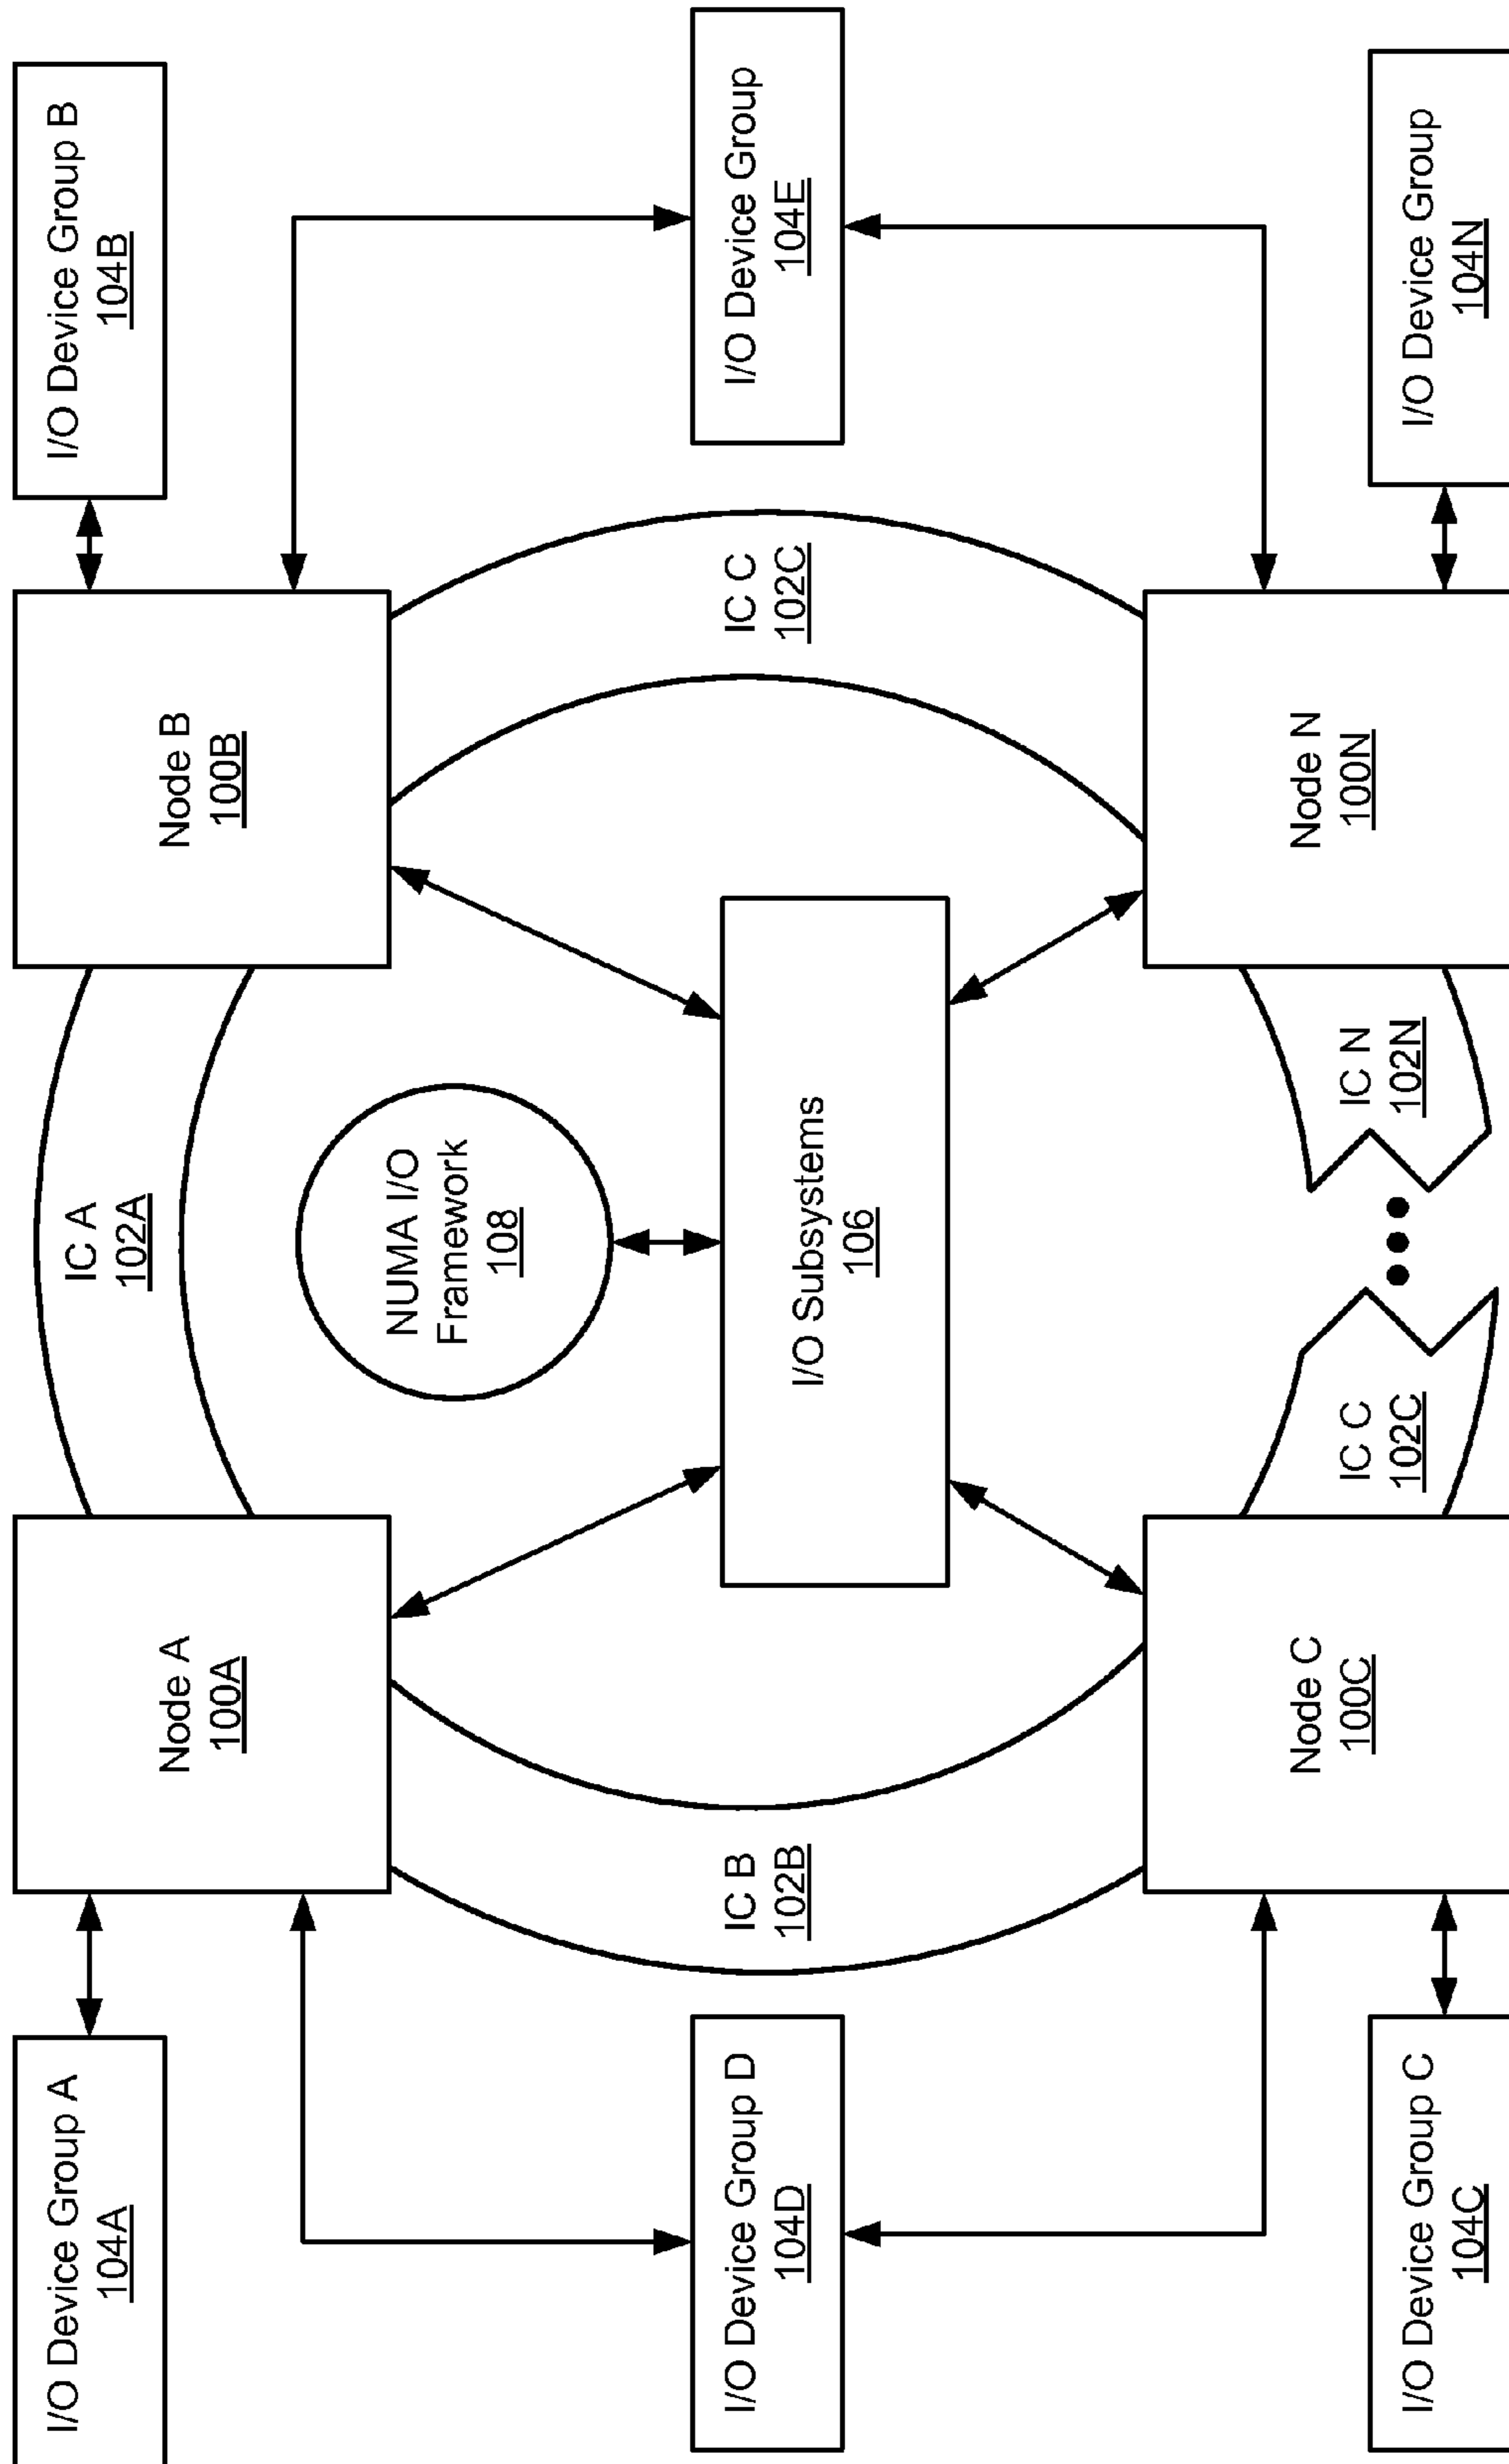 I/O Device Group A
104A
Node A
100A
IC A
102A
Node B
100B
I/O Device Group B
104B
NUMA I/O
Framework
108
I/O Device Group D
104D
IC B
102B
I/O Subsystems
106
IC C
102C
I/O Device Group
104E
I/O Device Group C
104C
Node C
100C
IC C
102C
IC N
102N
Node N
100N
I/O Device Group
104N